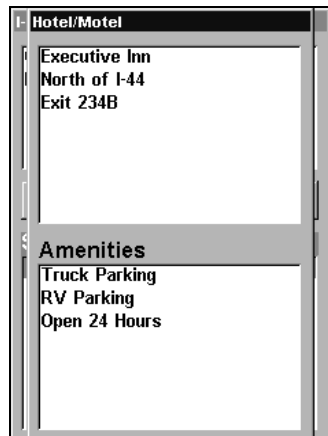 I- Hotel/Motel
Executive Inn
North of I-44
Exit 234B
Amenities
Truck Parking
RV Parking
Open 24 Hours